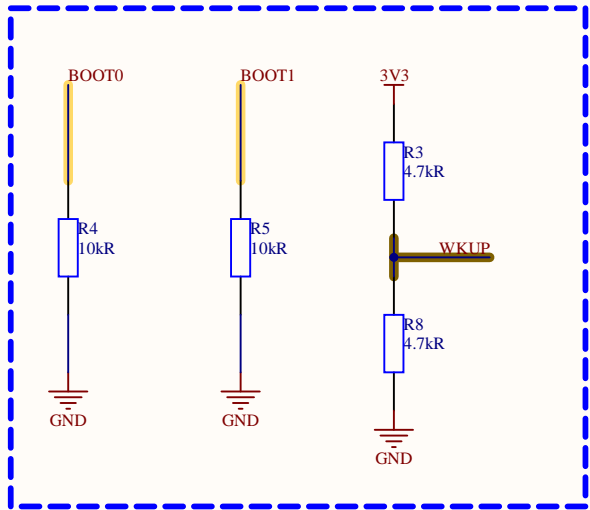 BOOT0
R4
10kR
GND
BOOT1
R5
10kR
GND
3V3
R3
4.7kR
WKUP
R8
4.7kR
GND